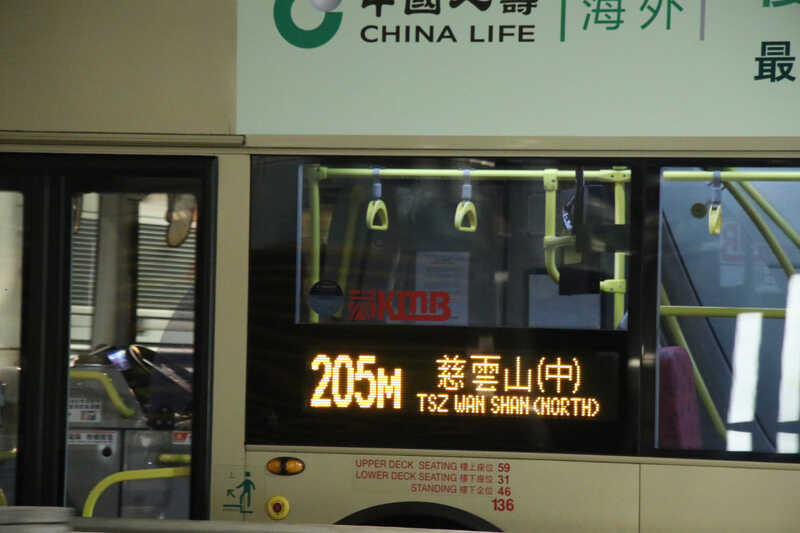 中國人壽
CHINA LIFE
海外
最
KMB
205M 慈雲山(中)
TSZ WAN SHAN(NORTH)
UPPER DECK SEATING 樓上座位 59
LOWER DECK SEATING 樓下座位 31
STANDING 樓下企位 46
136
上